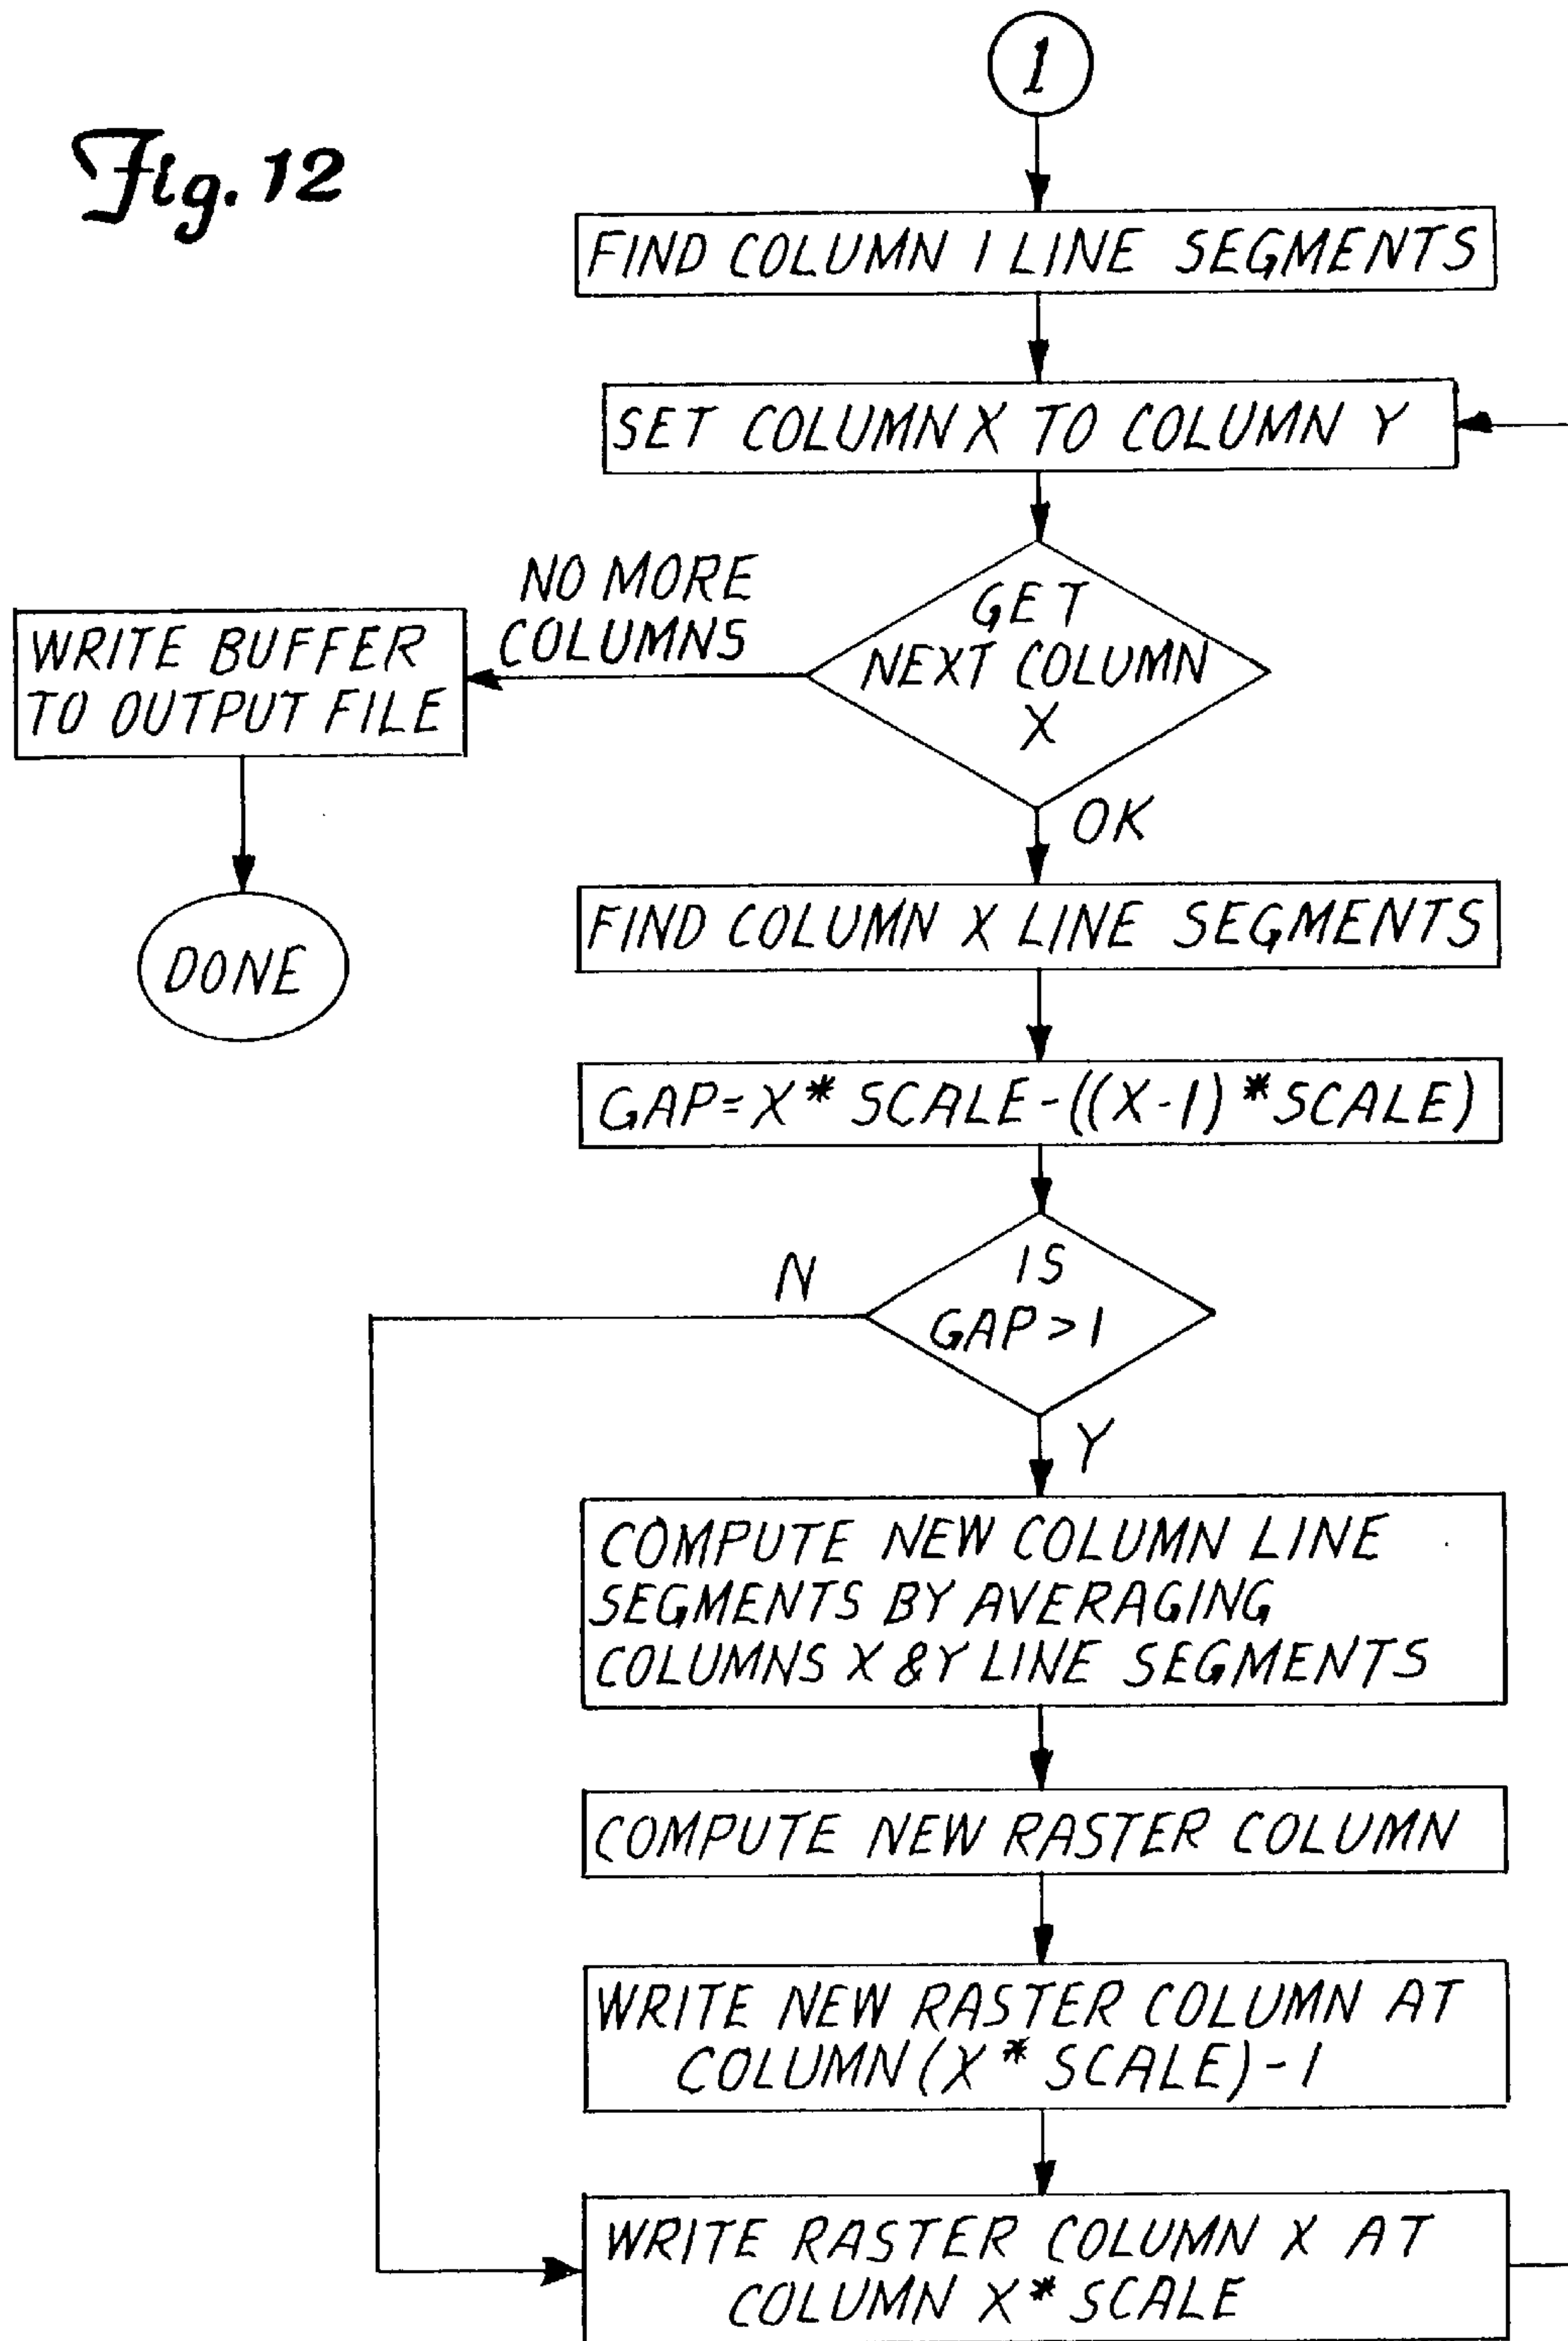 Fig. 12
1
FIND COLUMN 1 LINE SEGMENTS
SET COLUMN X TO COLUMN Y
GET
NEXT COLUMN
X
NO MORE
COLUMNS
WRITE BUFFER
TO OUTPUT FILE
DONE
OK
FIND COLUMN X LINE SEGMENTS
GAP=X* SCALE-((X-1)*SCALE)
IS
GAP>1
N
Y
COMPUTE NEW COLUMN LINE
SEGMENTS BY AVERAGING
COLUMNS X &Y LINE SEGMENTS
COMPUTE NEW RASTER COLUMN
WRITE NEW RASTER COLUMN AT
COLUMN(X* SCALE)-1
WRITE RASTER COLUMN X AT
COLUMN X* SCALE